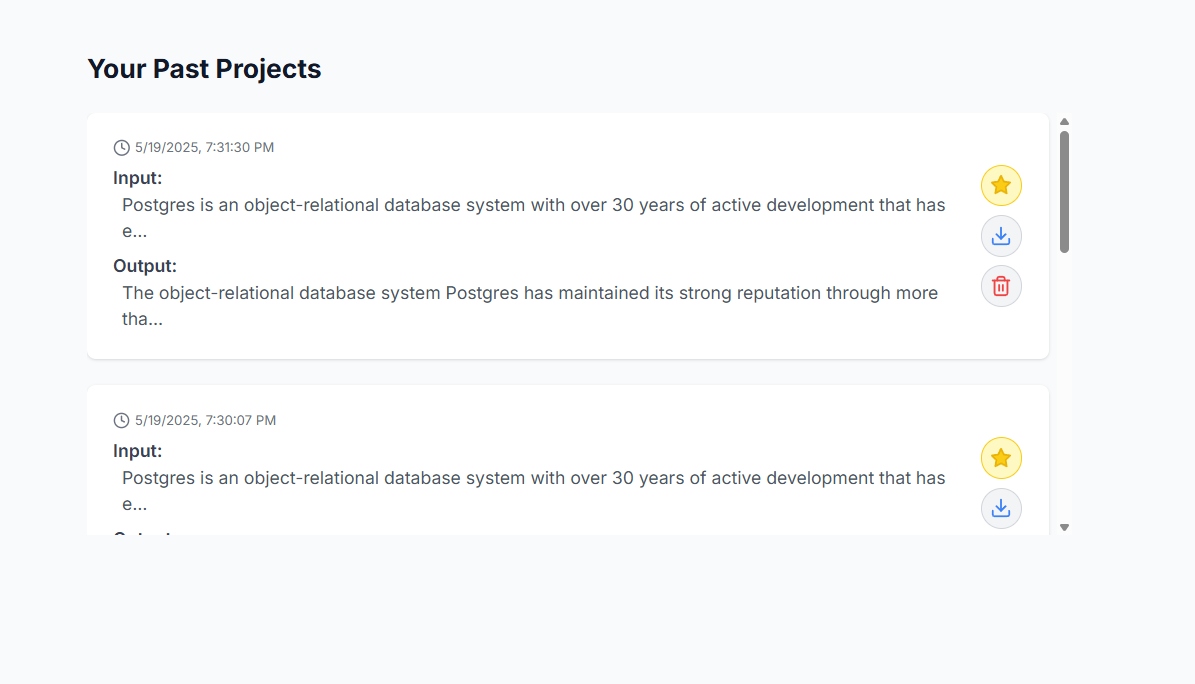 Your Past Projects
5/19/2025, 7:31:30 PM
Input:
Postgres is an object-relational database system with over 30 years of active development that has
e...
Output:
The object-relational database system Postgres has maintained its strong reputation through more
tha...
5/19/2025, 7:30:07 PM
Input:
Postgres is an object-relational database system with over 30 years of active development that has
e...